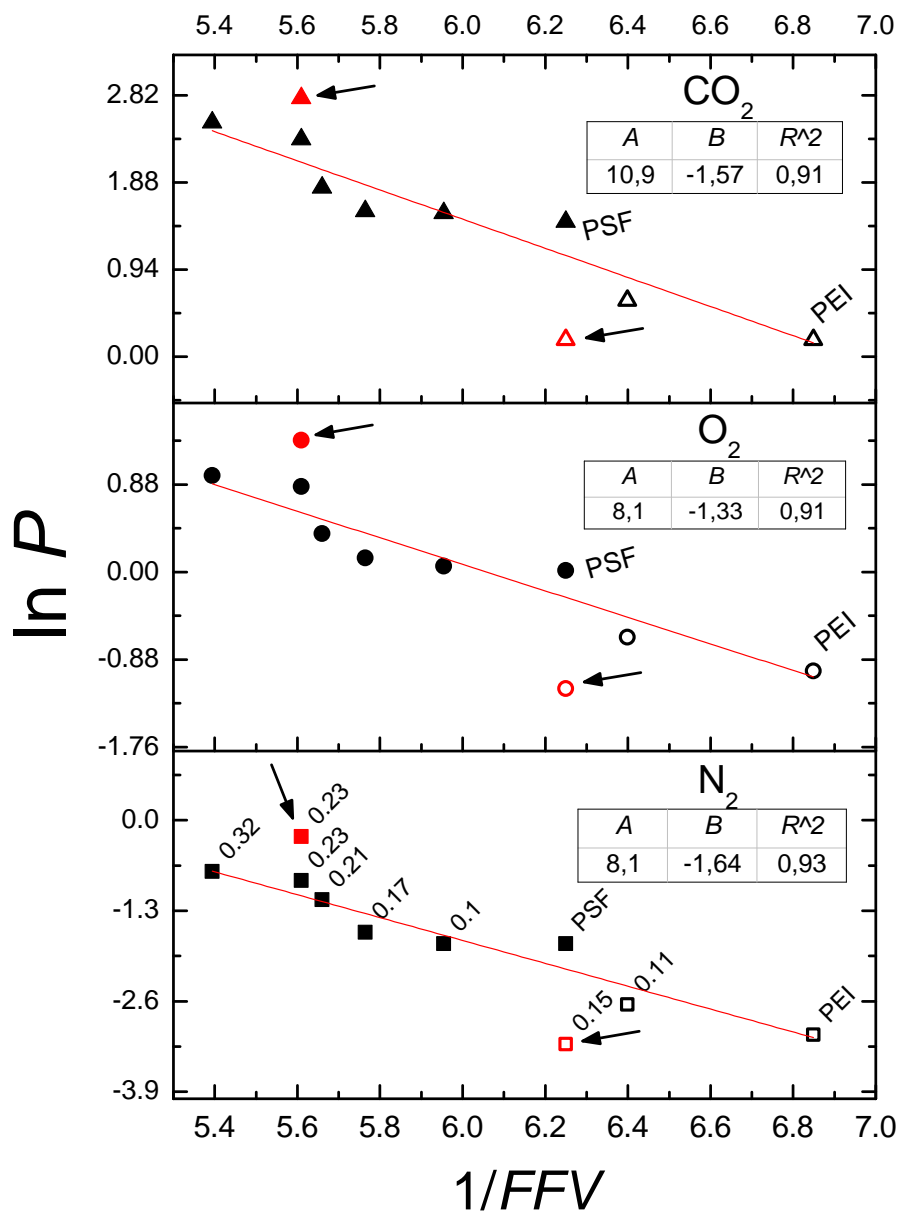 5.4 5.6 5.8 6.0 6.2 6.4 6.6 6.8 7.0
ln P
CO2
A B R^2
10,9 -1,57 0,91
2.82
1.88
0.94
0.00
PSF
PEI
O2
A B R^2
8,1 -1,33 0,91
0.88
0.00
-0.88
-1.76
PSF
PEI
N2
A B R^2
8,1 -1,64 0,93
0.0
-1.3
-2.6
-3.9
0.32
0.23
0.23
0.21
0.17
0.1
PSF
0.15
0.11
PEI
5.4 5.6 5.8 6.0 6.2 6.4 6.6 6.8 7.0
1/FFV